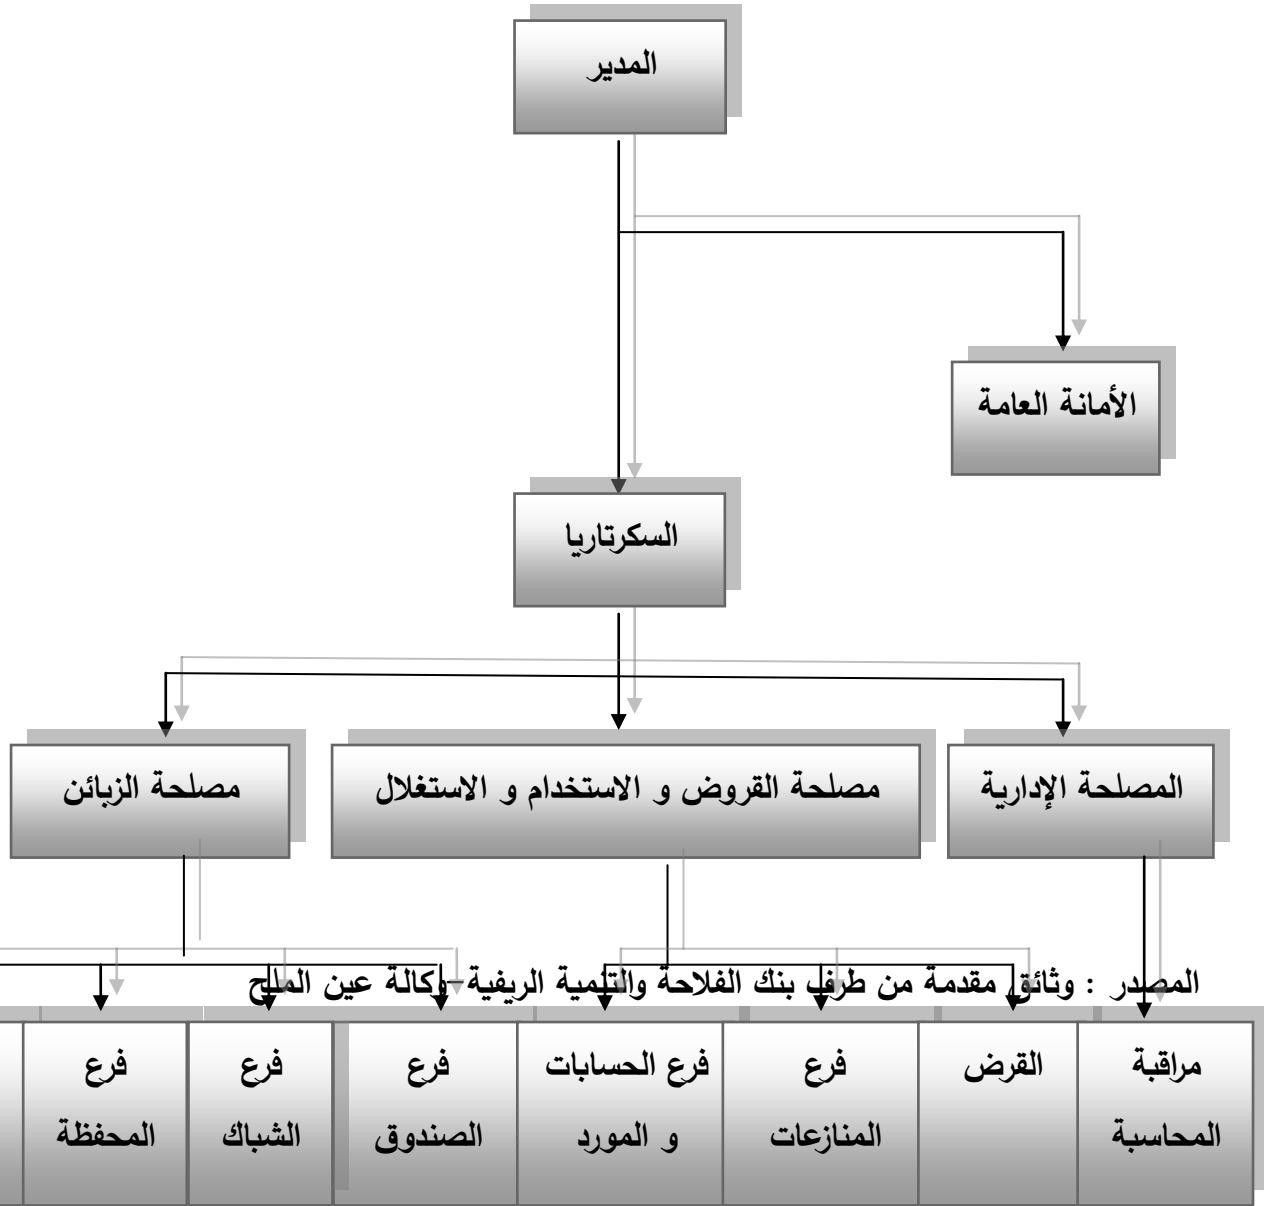 المدير
الأمانة العامة
السكرتاريا
المصلحة الإدارية
مصلحة القروض و الاستخدام و الاستغلال
مصلحة الزبائن
المصدر : وثائق مقدمة من طرف بنك الفلاحة والتنمية الريفية-وكالة عين الملح
مراقبة
المحاسبة
القرض
فرع
المنازعات
فرع الحسابات
و المورد
فرع
الصندوق
فرع
الشباك
فرع
المحفظة